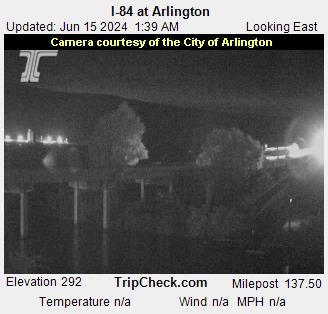 I-84 at Arlington
Updated: Jun 15 2024 1:39 AM Looking East
Camera courtesy of the City of Arlington
Elevation 292 TripCheck.com Milepost 137.50
Temperature n/a Wind n/a MPH n/a